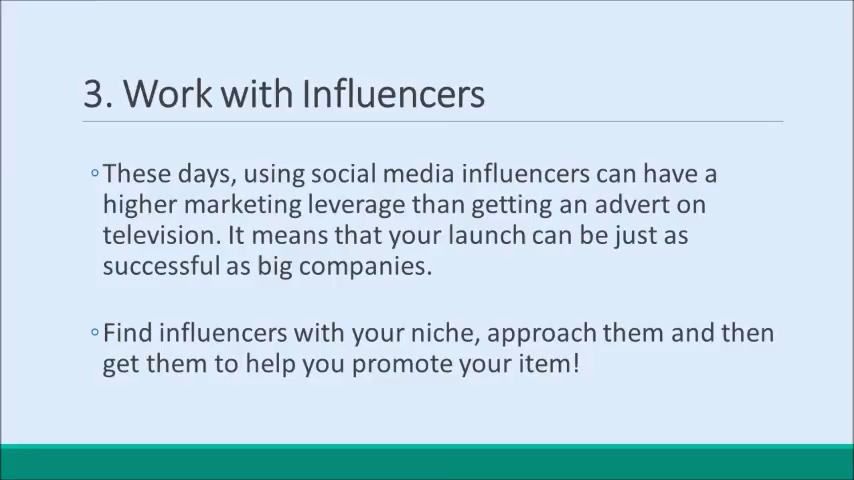 3. Work with Influencers
◦These days, using social media influencers can have a
higher marketing leverage than getting an advert on
television. It means that your launch can be just as
successful as big companies.
◦Find influencers with your niche, approach them and then
get them to help you promote your item!